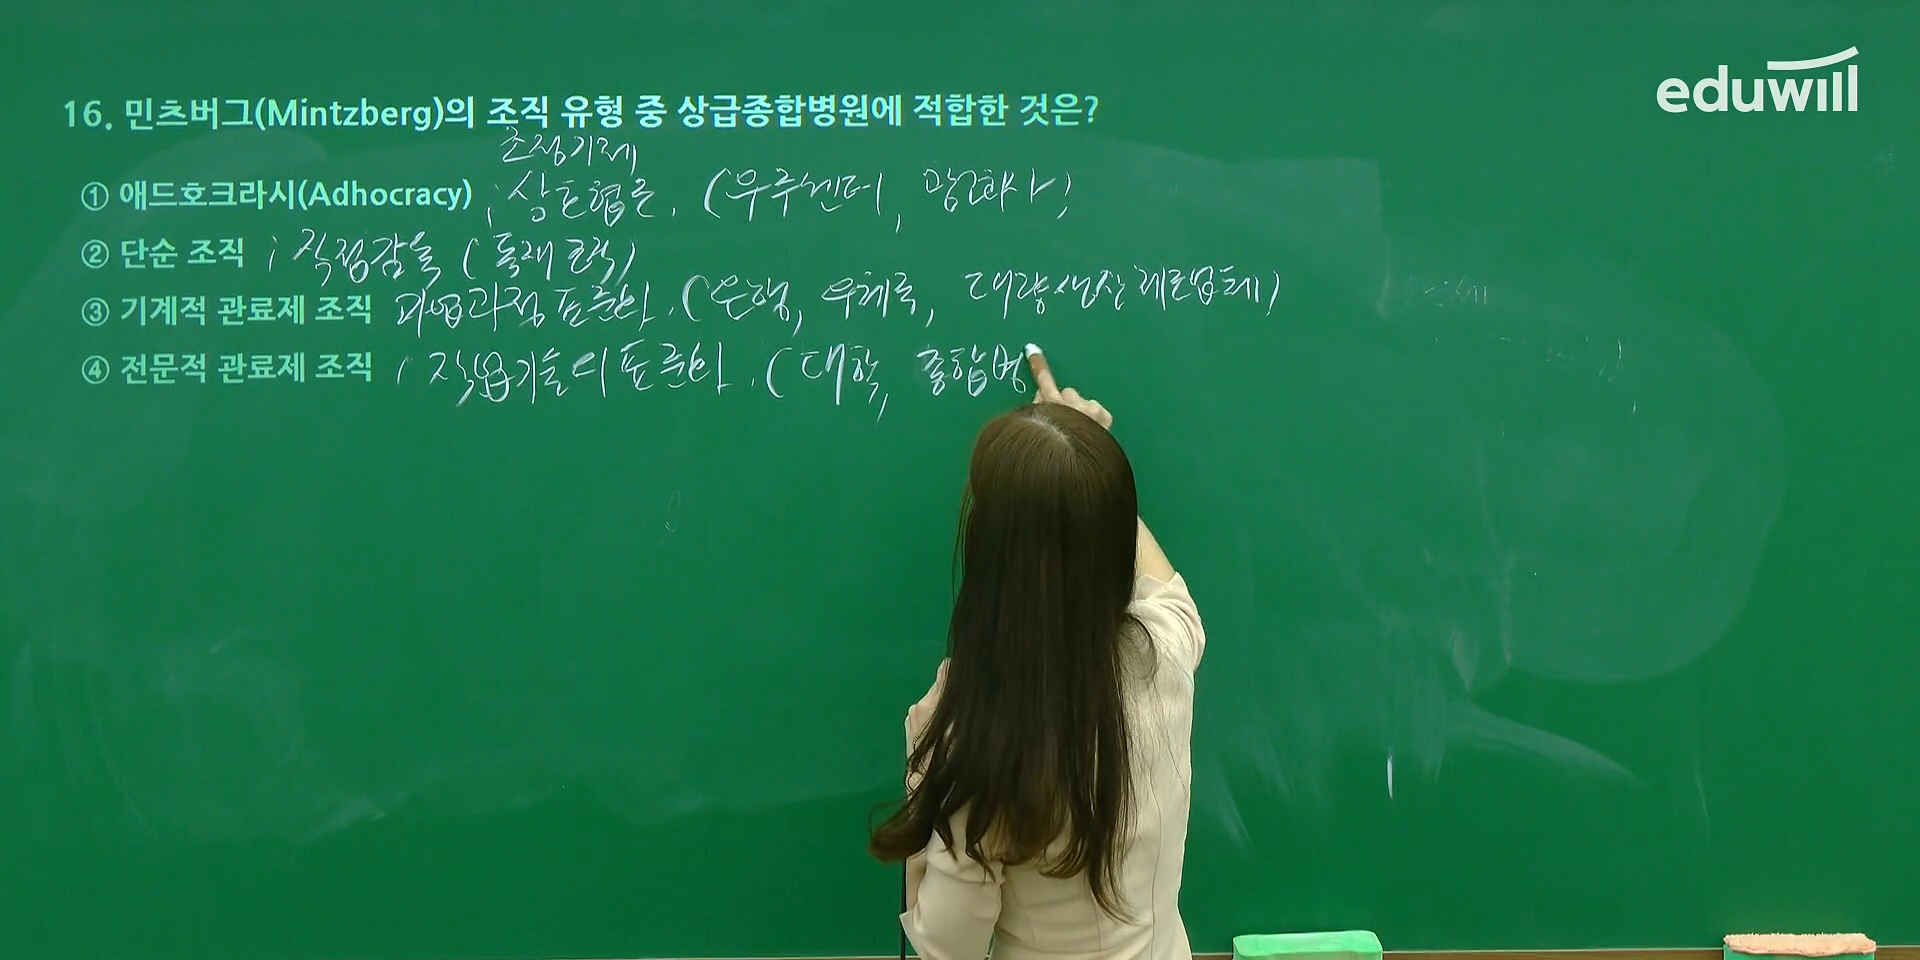 eduwill
16. 민츠버그(Mintzberg)의 조직 유형 중 상급종합병원에 적합한 것은?
조정기제
① 애드호크라시(Adhocracy) ; 상호협조. (우주센터, 광고회사)
② 단순 조직 ; 직접감독 (독재조직)
③ 기계적 관료제 조직 과업과정표준화. (은행, 우체국, 대량생산제조업체)
④ 전문적 관료제 조직 ; 작업기술의표준화. (대학, 종합병